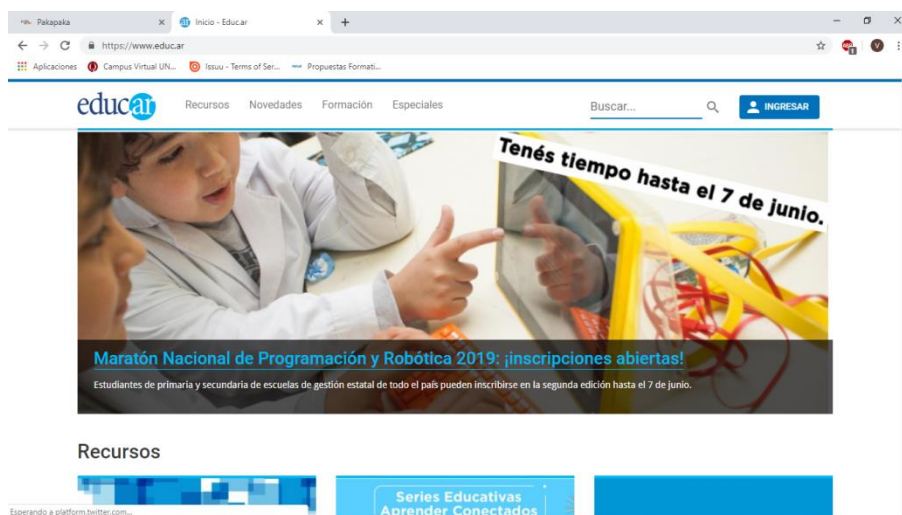 Pakapaka
Inicio - Educ.ar
https://www.educ.ar
Aplicaciones
Campus Virtual UN...
Issuu - Terms of Ser...
Propuestas Formati...
educar
Recursos
Novedades
Formación
Especiales
Buscar...
INGRESAR
Tenés tiempo hasta el 7 de junio.
Maratón Nacional de Programación y Robótica 2019: ¡inscripciones abiertas!
Estudiantes de primaria y secundaria de escuelas de gestión estatal de todo el país pueden inscribirse en la segunda edición hasta el 7 de junio.
Recursos
Series Educativas
Aprender Conectados
Esperando a platform.twitter.com...